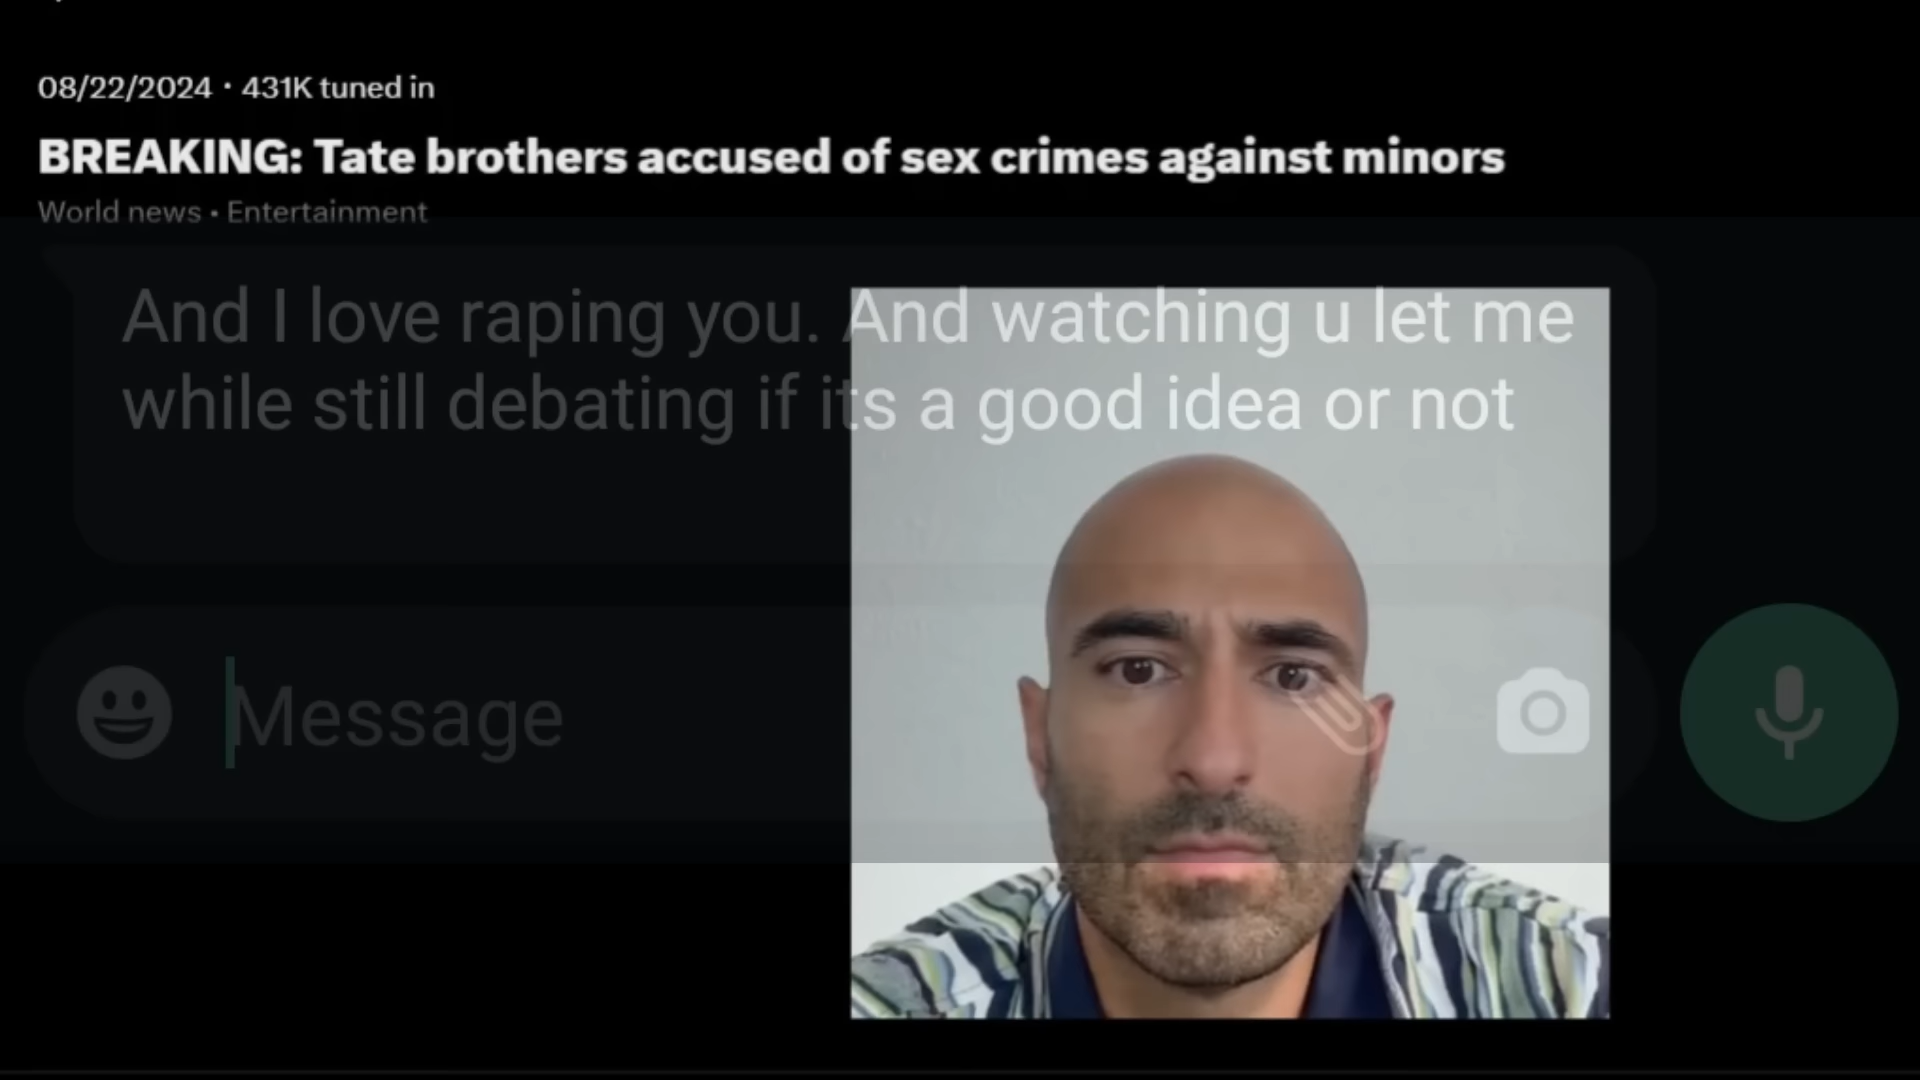 08/22/2024 · 431K tuned in
BREAKING: Tate brothers accused of sex crimes against minors
World news • Entertainment
And I love raping you. And watching u let me
while still debating if its a good idea or not
Message